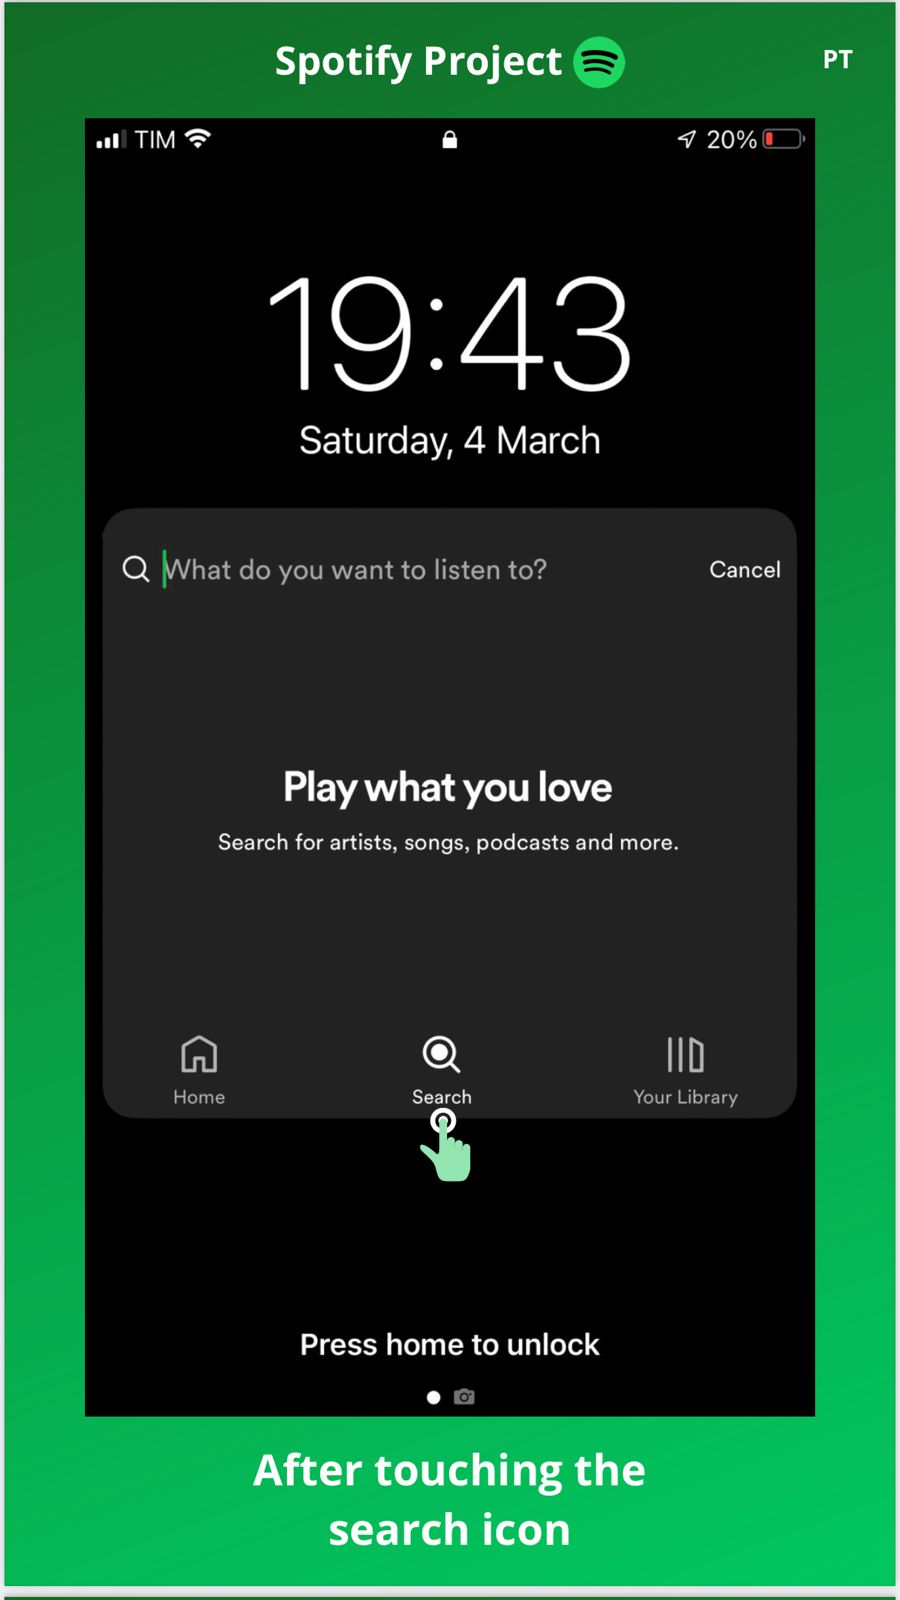 Spotify Project
PT
TIM
20%
19:43
Saturday, 4 March
What do you want to listen to?
Cancel
Play what you love
Search for artists, songs, podcasts and more.
Home
Search
Your Library
Press home to unlock
After touching the
search icon